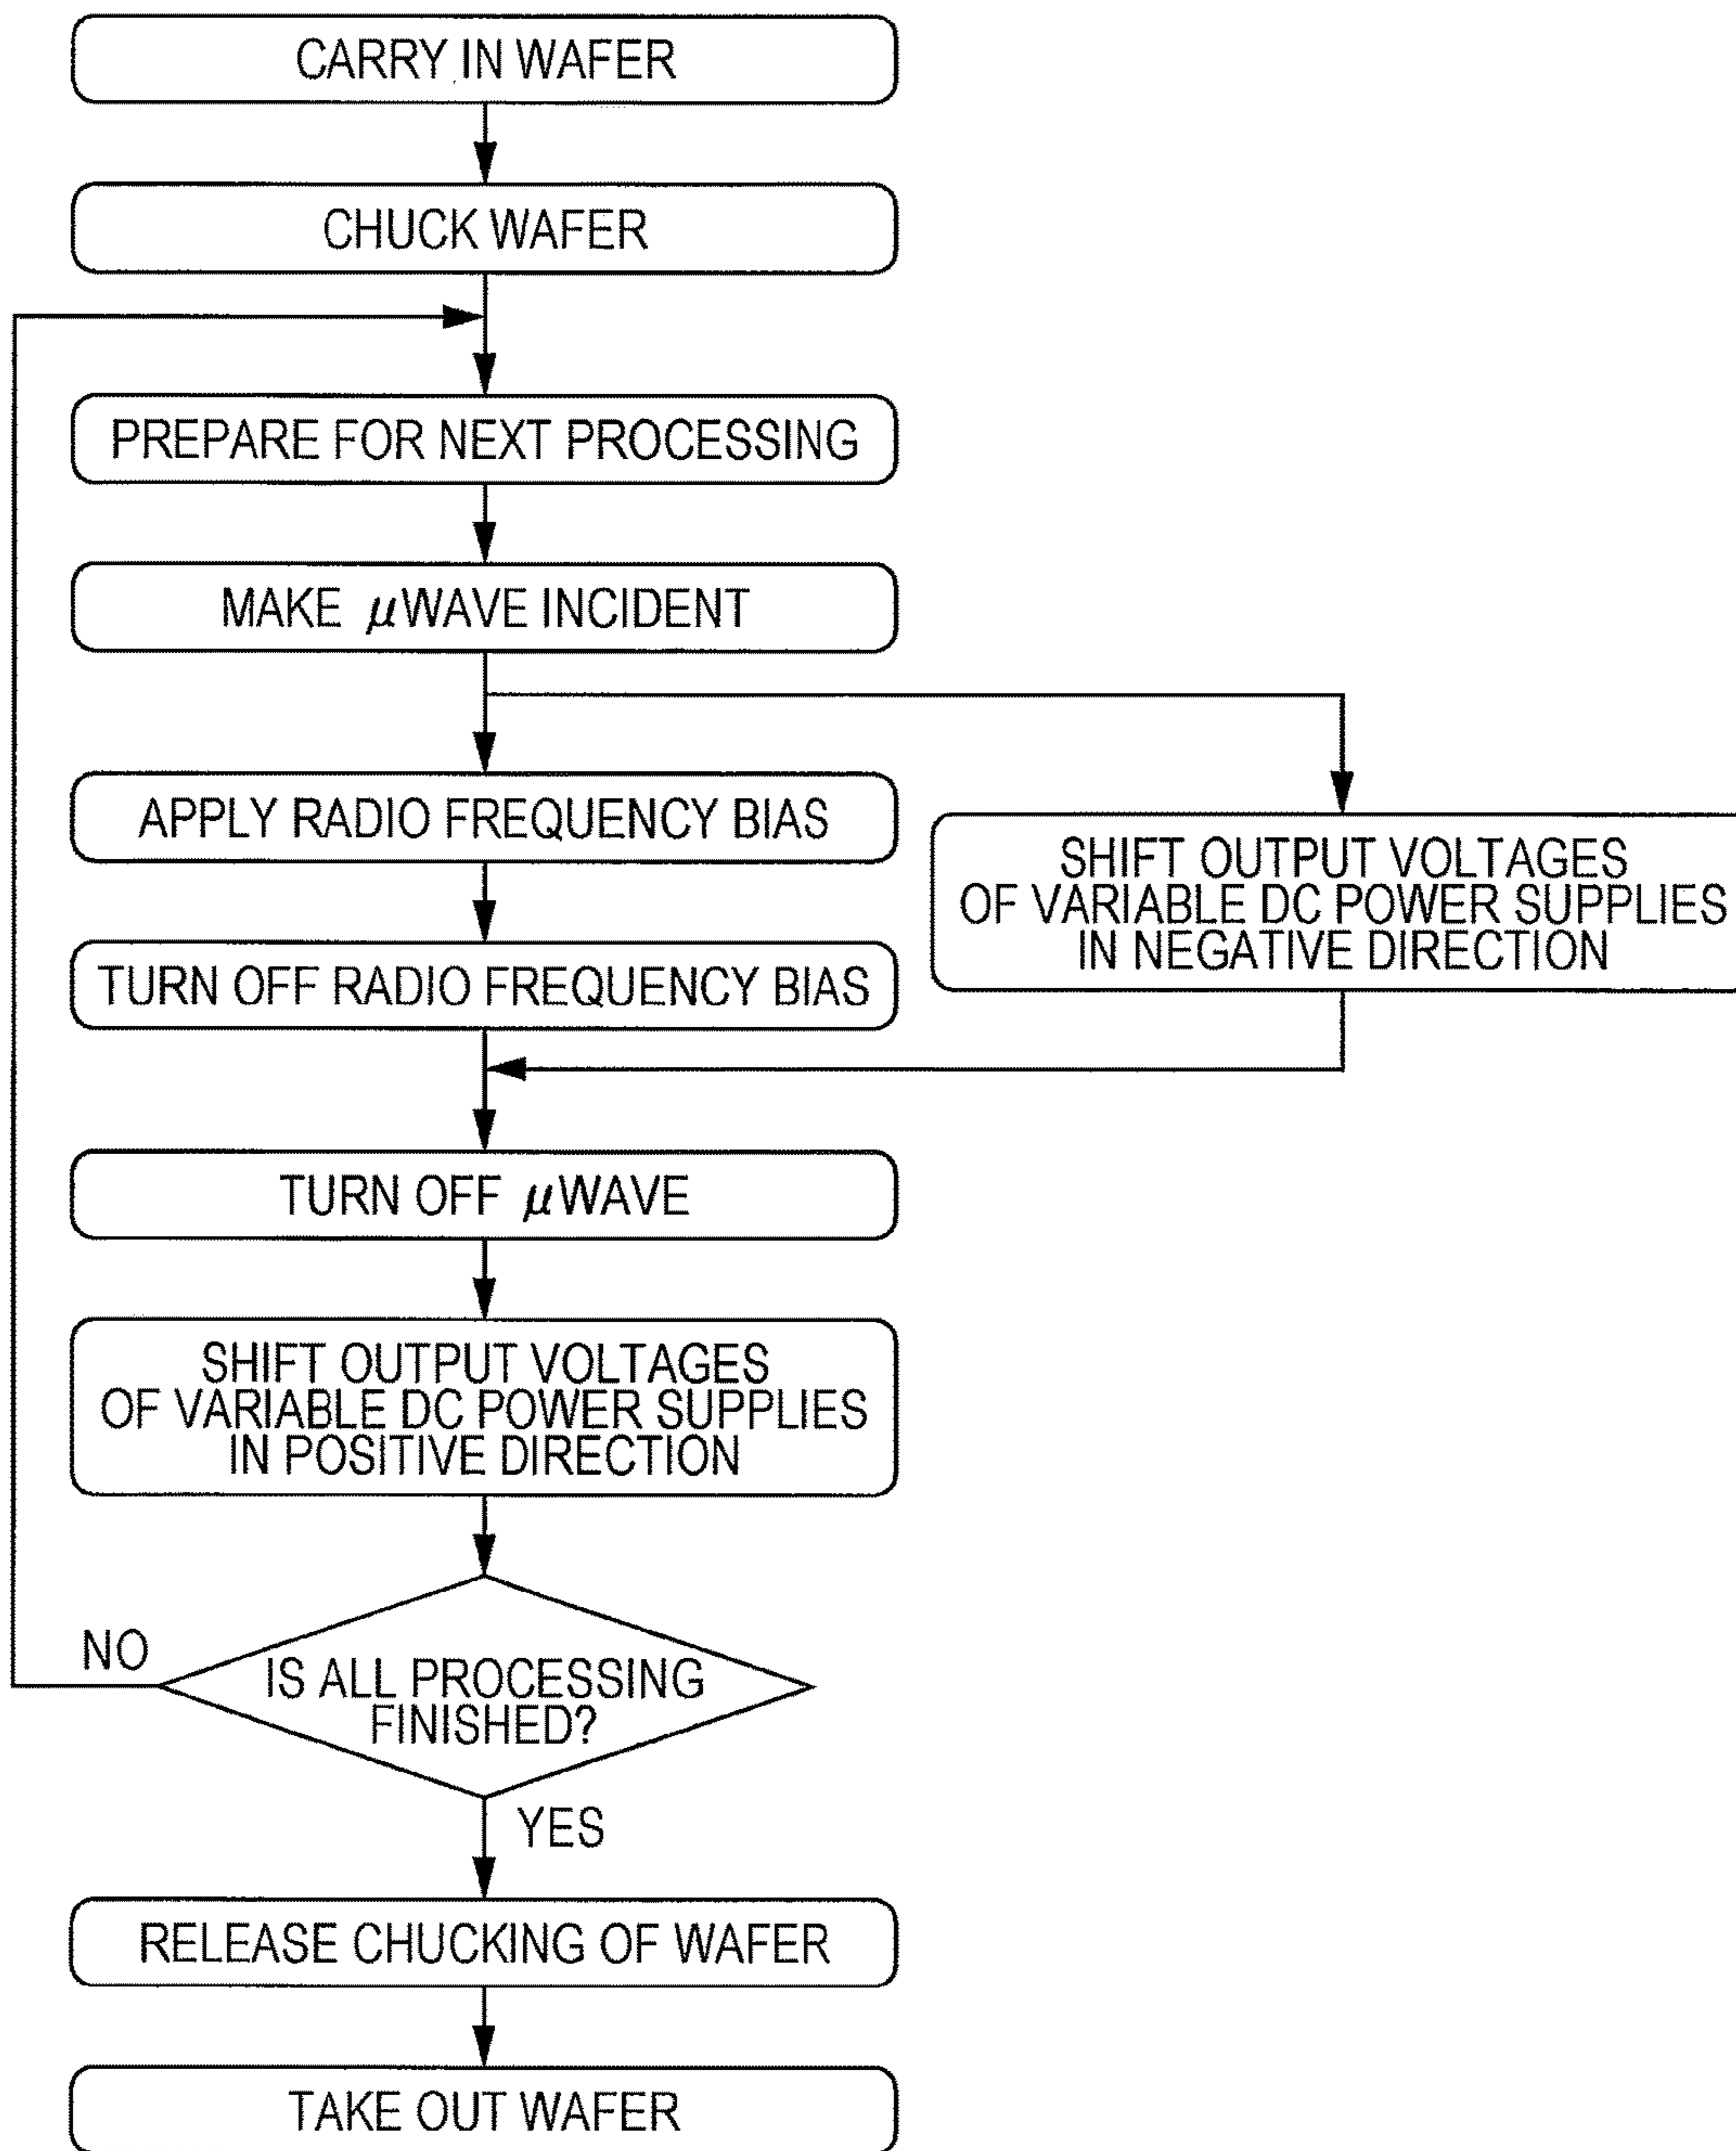 CARRY IN WAFER
CHUCK WAFER
PREPARE FOR NEXT PROCESSING
MAKE μWAVE INCIDENT
APPLY RADIO FREQUENCY BIAS
TURN OFF RADIO FREQUENCY BIAS
SHIFT OUTPUT VOLTAGES
OF VARIABLE DC POWER SUPPLIES
IN NEGATIVE DIRECTION
TURN OFF μWAVE
SHIFT OUTPUT VOLTAGES
OF VARIABLE DC POWER SUPPLIES
IN POSITIVE DIRECTION
NO
IS ALL PROCESSING
FINISHED?
YES
RELEASE CHUCKING OF WAFER
TAKE OUT WAFER